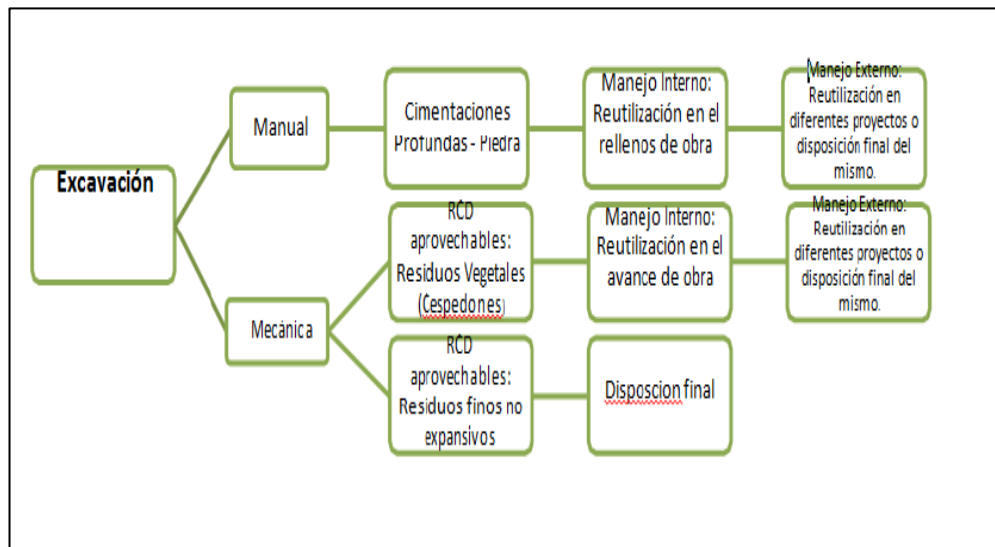 Excavación
Manual
Cimentaciones
Profundas - Piedra
Manejo Interno:
Reutilización en el
rellenos de obra
Manejo Externo:
Reutilización en
diferentes proyectos o
disposición final del
mismo.
Mecánica
RCD
aprovechables:
Residuos Vegetales
(Cespedones)
Manejo Interno:
Reutilización en el
avance de obra
Manejo Externo:
Reutilización en
diferentes proyectos o
disposición final del
mismo.
RCD
aprovechables:
Residuos finos no
expansivos
Disposcion final